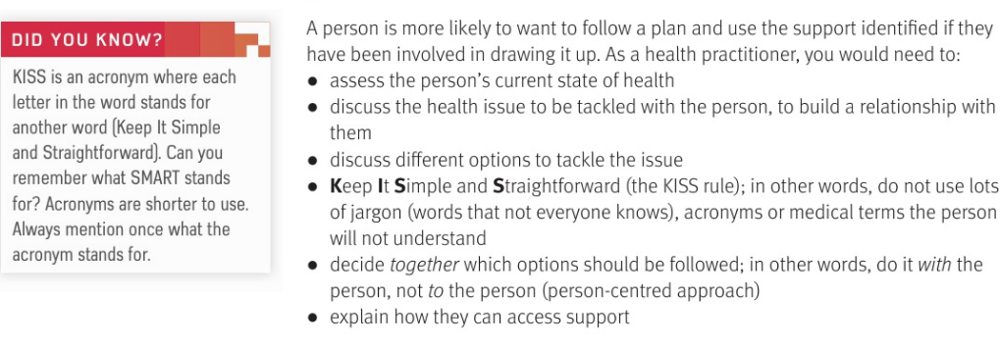 DID YOU KNOW?
KISS is an acronym where each
letter in the word stands for
another word (Keep It Simple
and Straightforward). Can you
remember what SMART stands
for? Acronyms are shorter to use.
Always mention once what the
acronym stands for.
A person is more likely to want to follow a plan and use the support identified if they
have been involved in drawing it up. As a health practitioner, you would need to:
● assess the person's current state of health
● discuss the health issue to be tackled with the person, to build a relationship with
them
● discuss different options to tackle the issue
● Keep It Simple and Straightforward (the KISS rule); in other words, do not use lots
of jargon (words that not everyone knows), acronyms or medical terms the person
will not understand
● decide together which options should be followed; in other words, do it with the
person, not to the person (person-centred approach)
● explain how they can access support